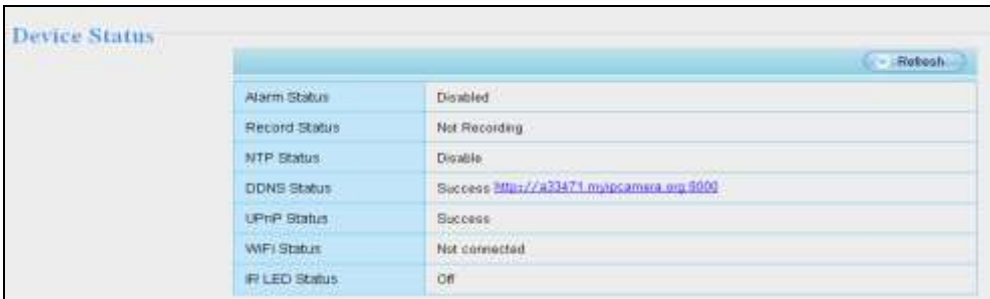 Device Status
Refresh
Alarm Status Disabled
Record Status Not Recording
NTP Status Disable
DDNS Status Success http://a33471.myipcamera.org:8000
UPnP Status Success
WiFi Status Not connected
IR LED Status Off